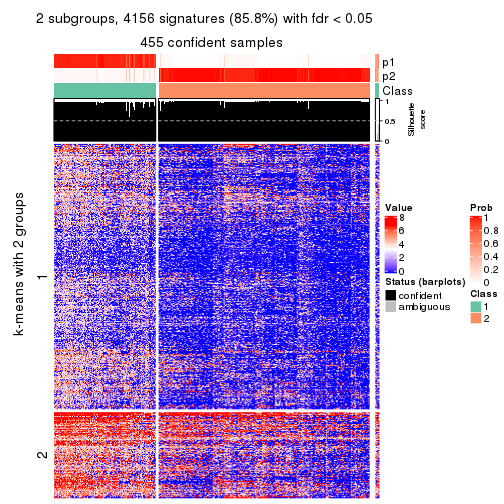 2 subgroups, 4156 signatures (85.8%) with fdr < 0.05
455 confident samples
p1
p2
Class
1
0.5
0
Silhouette
score
k-means with 2 groups
1
2
Value
8
6
4
2
0
Status (barplots)
confident
ambiguous
Prob
1
0.8
0.6
0.4
0.2
0
Class
1
2